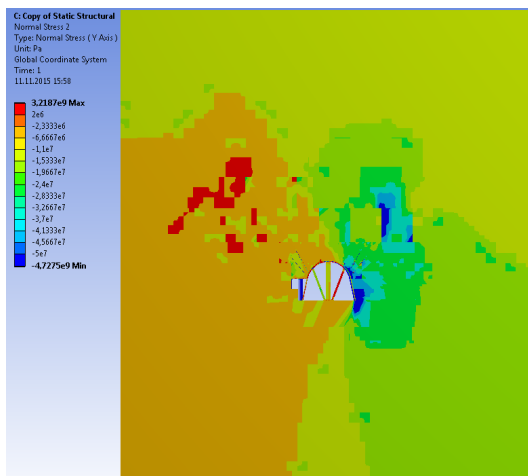 C: Copy of Static Structural
Normal Stress 2
Type: Normal Stress ( Y Axis )
Unit: Pa
Global Coordinate System
Time: 1
11.11.2015 15:50
3,2187e9 Max
2e6
-2,3333e6
-6,6667e6
-1,1e7
-1,5333e7
-1,9667e7
-2,4e7
-2,8333e7
-3,2667e7
-3,7e7
-4,1333e7
-4,5667e7
-5e7
-4,7275e9 Min